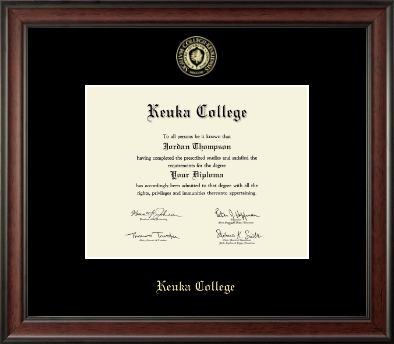 Keuka College
To all persons be it known that
Jordan Thompson
having completed the prescribed studies and satisfied the
requirements for the degree
Your Diploma
has accordingly been admitted to that degree with all the
rights, privileges and immunities thereunto appertaining.
Keuka College